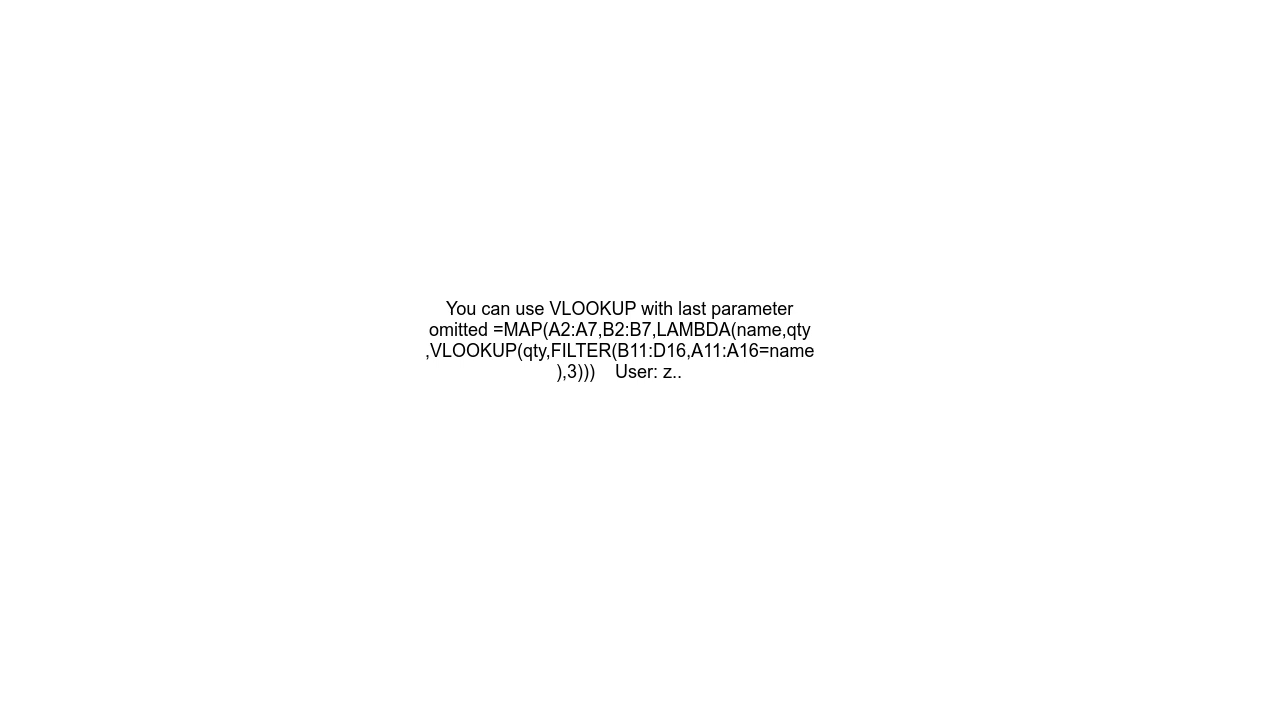 You can use VLOOKUP with last parameter
omitted =MAP(A2:A7,B2:B7,LAMBDA(name,qty
,VLOOKUP(qty,FILTER(B11:D16,A11:A16=name
),3)))    User: z..